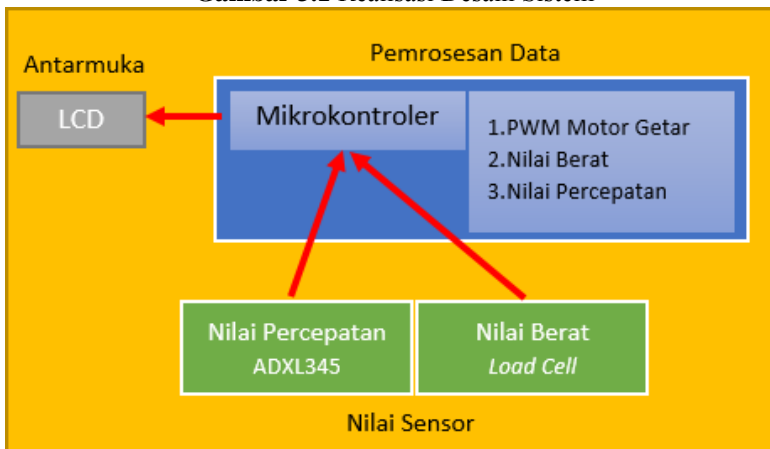 Pemrosesan Data
Antarmuka
LCD
Mikrokontroler
1.PWM Motor Getar
2.Nilai Berat
3.Nilai Percepatan
Nilai Percepatan
ADXL345
Nilai Berat
Load Cell
Nilai Sensor